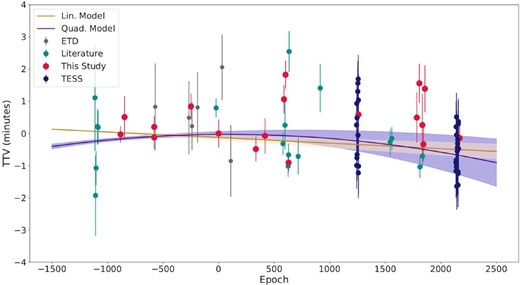 4
3
2
1
0
−1
−2
−3
−4
TTV (minutes)
Lin. Model
Quad. Model
ETD
Literature
This Study
TESS
−1500 −1000 −500 0 500 1000 1500 2000 2500
Epoch